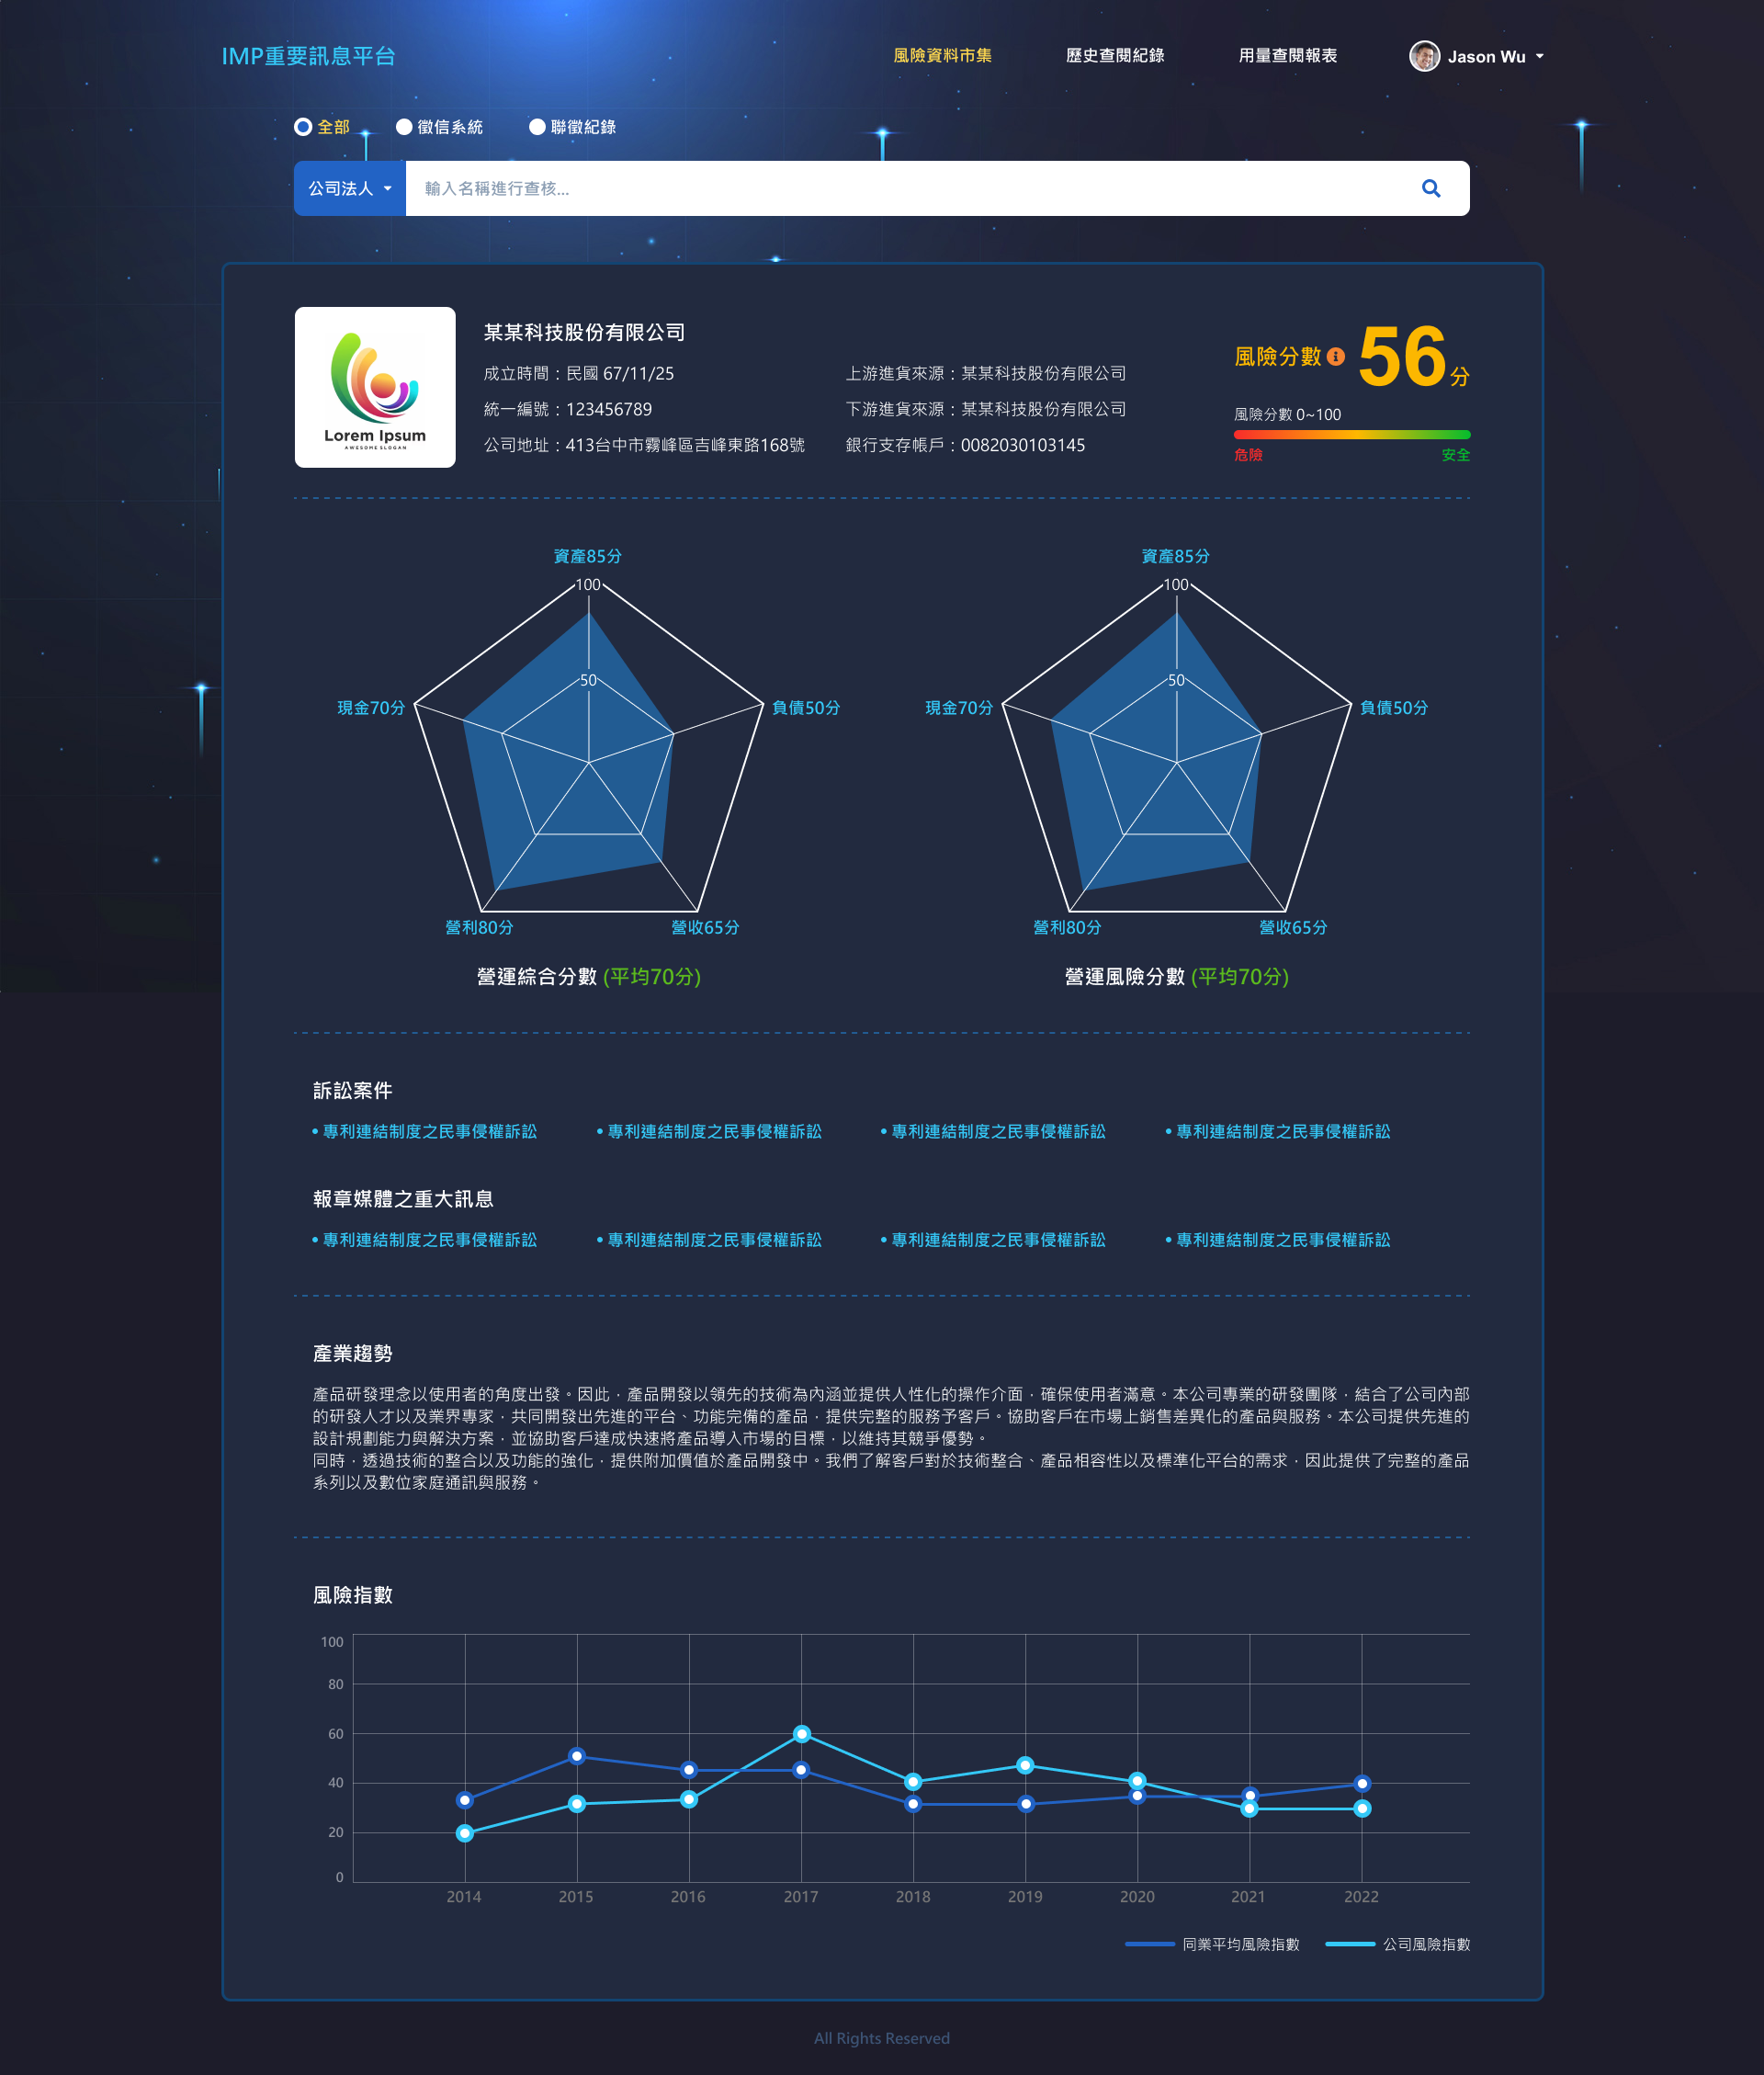 IMP重要訊息平台
風險資料市集
歷史查閱紀錄
用量查閱報表
Jason Wu
全部
徵信系統
聯徵紀錄
公司法人
輸入名稱進行查核...
Lorem Ipsum
AWESOME SLOGAN
某某科技股份有限公司
成立時間：民國 67/11/25
統一編號：123456789
公司地址：413台中市霧峰區吉峰東路168號
上游進貨來源：某某科技股份有限公司
下游進貨來源：某某科技股份有限公司
銀行支存帳戶：0082030103145
風險分數
56分
風險分數 0~100
危險
安全
資產85分
100
50
現金70分
負債50分
營利80分
營收65分
營運綜合分數 (平均70分)
資產85分
100
50
現金70分
負債50分
營利80分
營收65分
營運風險分數 (平均70分)
訴訟案件
• 專利連結制度之民事侵權訴訟
• 專利連結制度之民事侵權訴訟
• 專利連結制度之民事侵權訴訟
• 專利連結制度之民事侵權訴訟
報章媒體之重大訊息
• 專利連結制度之民事侵權訴訟
• 專利連結制度之民事侵權訴訟
• 專利連結制度之民事侵權訴訟
• 專利連結制度之民事侵權訴訟
產業趨勢
產品研發理念以使用者的角度出發。因此，產品開發以領先的技術為內涵並提供人性化的操作介面，確保使用者滿意。本公司專業的研發團隊，結合了公司內部
的研發人才以及業界專家，共同開發出先進的平台、功能完備的產品，提供完整的服務予客戶。協助客戶在市場上銷售差異化的產品與服務。本公司提供先進的
設計規劃能力與解決方案，並協助客戶達成快速將產品導入市場的目標，以維持其競爭優勢。
同時，透過技術的整合以及功能的強化，提供附加價值於產品開發中。我們了解客戶對於技術整合、產品相容性以及標準化平台的需求，因此提供了完整的產品
系列以及數位家庭通訊與服務。
風險指數
100
80
60
40
20
0
2014
2015
2016
2017
2018
2019
2020
2021
2022
同業平均風險指數
公司風險指數
All Rights Reserved